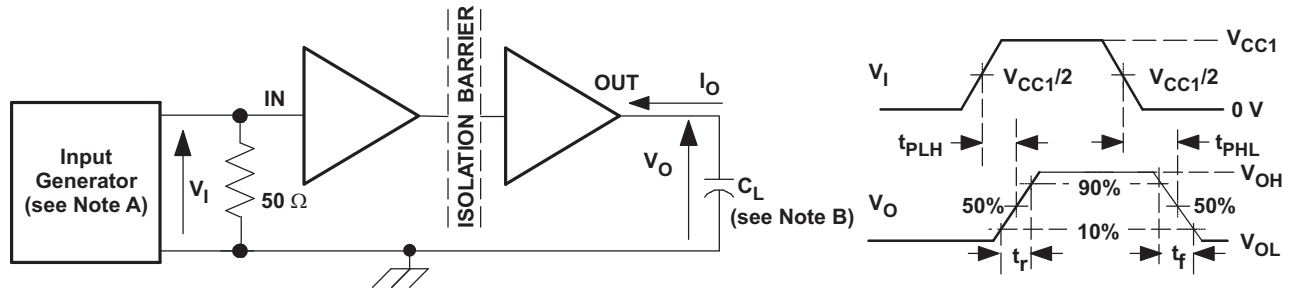 Input
Generator
(see Note A)
V_I
IN
50 Ω
ISOLATION BARRIER
OUT
I_O
V_O
C_L
(see Note B)
V_I
V_CC1/2
V_CC1/2
V_CC1
0 V
t_PLH
t_PHL
V_O
50%
90%
10%
50%
V_OH
V_OL
t_r
t_f